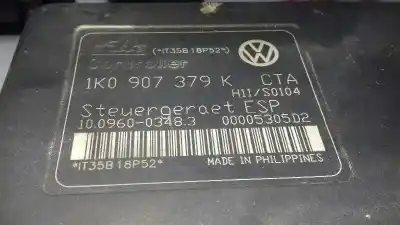 Ate (*IT35B18P52*)
Controller
1K0 907 379 K CTA
H11/S0104
Steuergeraet ESP
10.0960-0348.3 00005305D2
*IT35B18P52*
MADE IN PHILIPPINES